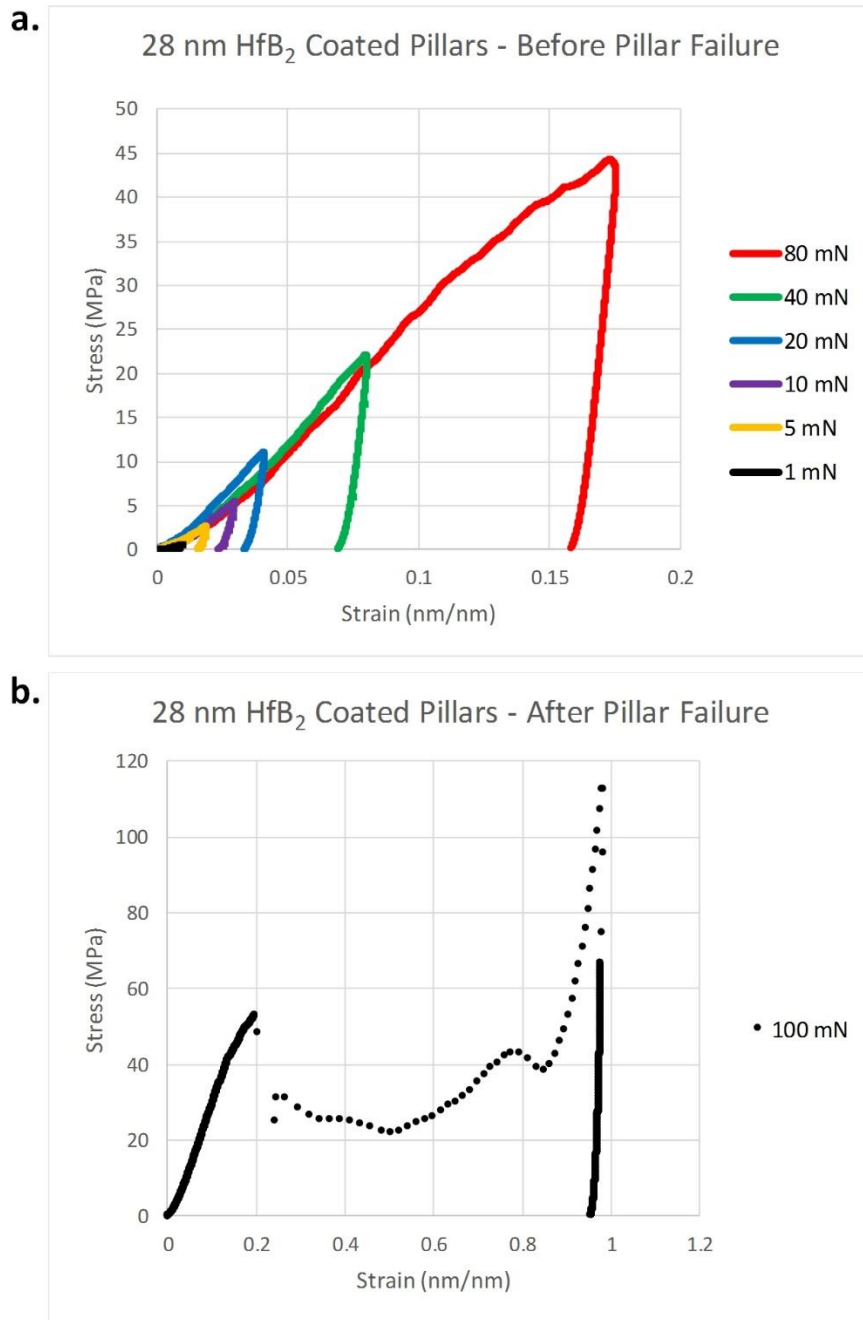 a.
28 nm HfB₂ Coated Pillars - Before Pillar Failure
50
45
40
35
30
25
20
15
10
5
0
Stress (MPa)
0
0.05
0.1
0.15
0.2
Strain (nm/nm)
80 mN
40 mN
20 mN
10 mN
5 mN
1 mN
b.
28 nm HfB₂ Coated Pillars - After Pillar Failure
120
100
80
60
40
20
0
Stress (MPa)
0
0.2
0.4
0.6
0.8
1
1.2
Strain (nm/nm)
100 mN